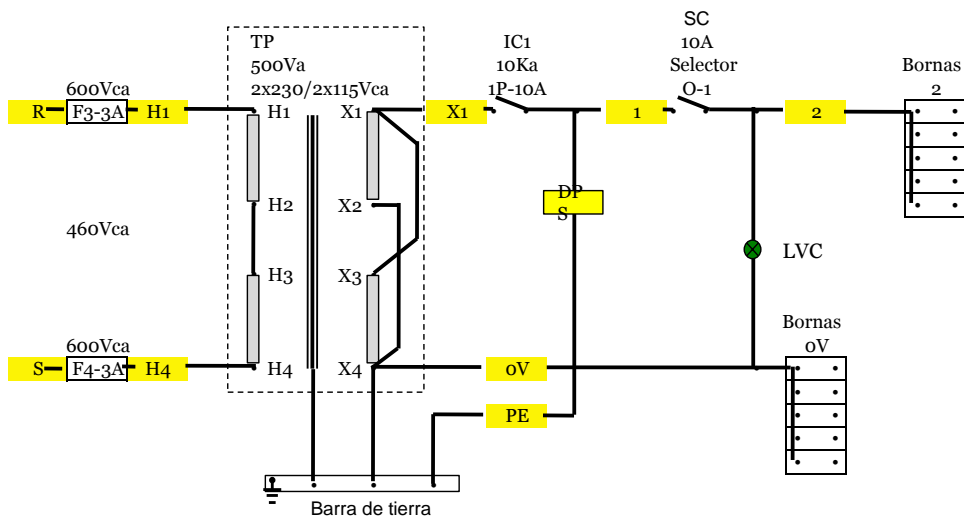 TP
500Va
2x230/2x115Vca
IC1
10Ka
1P-10A
SC
10A
Selector
0-1
Bornas
2
600Vca
R
F3-3A
H1
H1
X1
X1
1
2
DP
S
H2
X2
460Vca
LVC
H3
X3
Bornas
0V
600Vca
S
F4-3A
H4
H4
X4
0V
PE
Barra de tierra